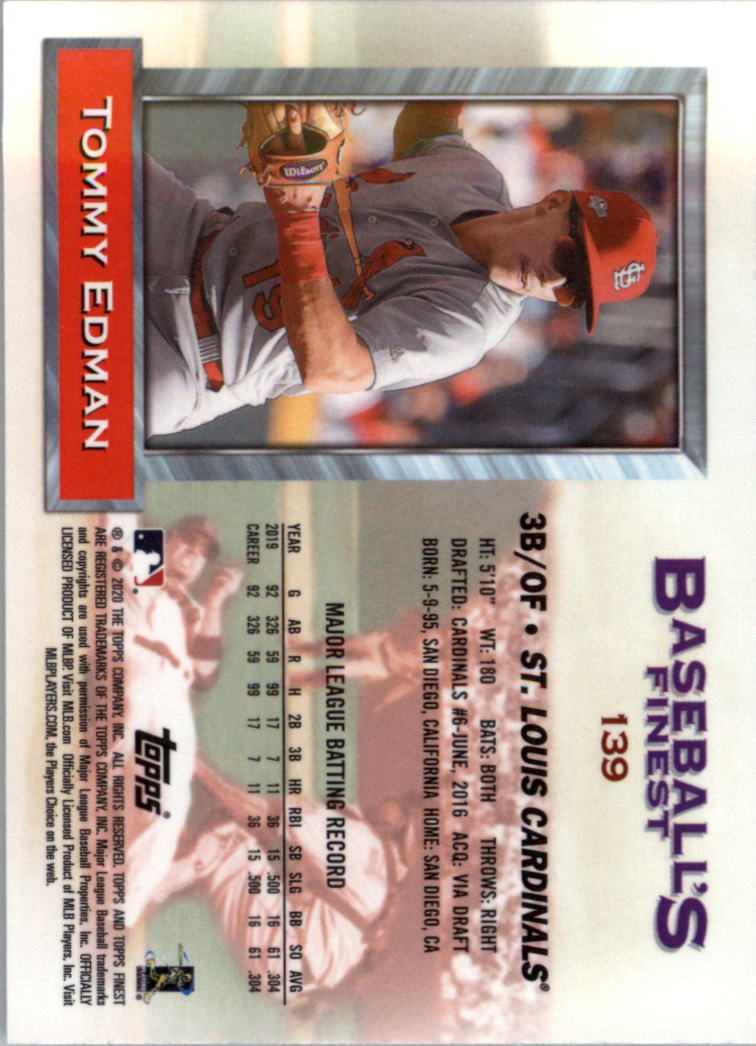 BASEBALL'S
FINEST
139
3B/OF • ST. LOUIS CARDINALS®
HT: 5'10" WT: 180 BATS: BOTH THROWS: RIGHT
DRAFTED: CARDINALS #6-JUNE, 2016 ACQ: VIA DRAFT
BORN: 5-9-95, SAN DIEGO, CALIFORNIA HOME: SAN DIEGO, CA
Wilson
STL
19
TOMMY EDMAN
MAJOR LEAGUE BATTING RECORD
YEAR G AB R H 2B 3B HR RBI SB SLG BB SO AVG
2019 92 326 59 99 17 7 11 36 15 .500 16 61 .304
CAREER 92 326 59 99 17 7 11 36 15 .500 16 61 .304
topps®
® & © 2020 THE TOPPS COMPANY, INC. ALL RIGHTS RESERVED. TOPPS AND TOPPS FINEST
ARE REGISTERED TRADEMARKS OF THE TOPPS COMPANY, INC. Major League Baseball trademarks
and copyrights are used with permission of Major League Baseball Properties, Inc. OFFICIALLY
LICENSED PRODUCT OF MLBP. Visit MLB.com Officially Licensed Product of MLB Players, Inc. Visit
MLBPLAYERS.COM, the Players Choice on the web.